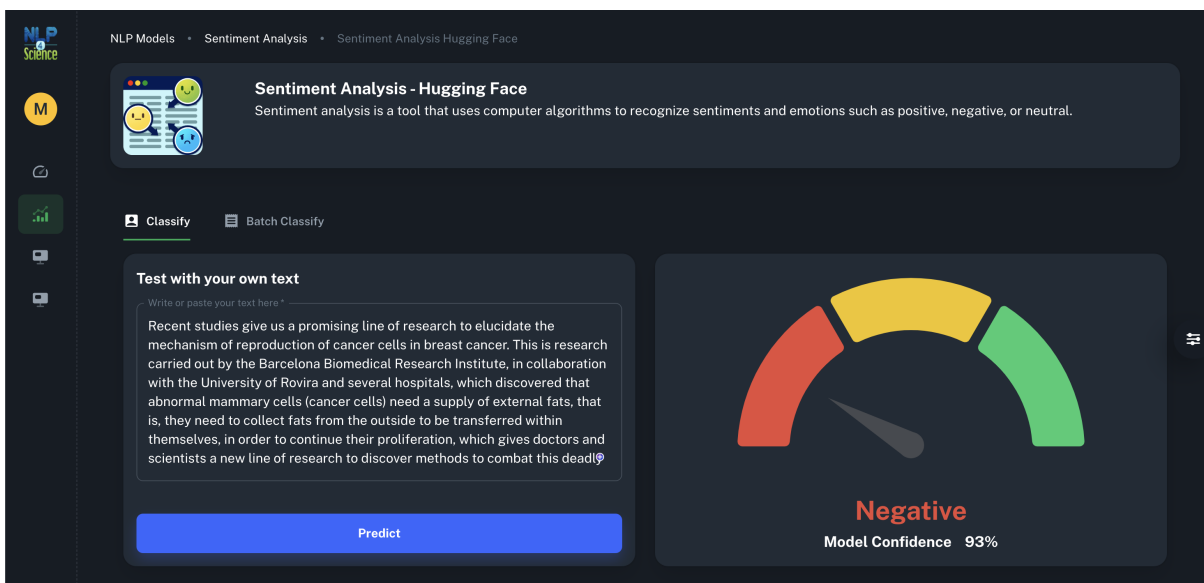 NLP
4
Science
NLP Models • Sentiment Analysis • Sentiment Analysis Hugging Face
M
Sentiment Analysis - Hugging Face
Sentiment analysis is a tool that uses computer algorithms to recognize sentiments and emotions such as positive, negative, or neutral.
Classify
Batch Classify
Test with your own text
Write or paste your text here *
Recent studies give us a promising line of research to elucidate the
mechanism of reproduction of cancer cells in breast cancer. This is research
carried out by the Barcelona Biomedical Research Institute, in collaboration
with the University of Rovira and several hospitals, which discovered that
abnormal mammary cells (cancer cells) need a supply of external fats, that
is, they need to collect fats from the outside to be transferred within
themselves, in order to continue their proliferation, which gives doctors and
scientists a new line of research to discover methods to combat this deadly
Predict
Negative
Model Confidence 93%